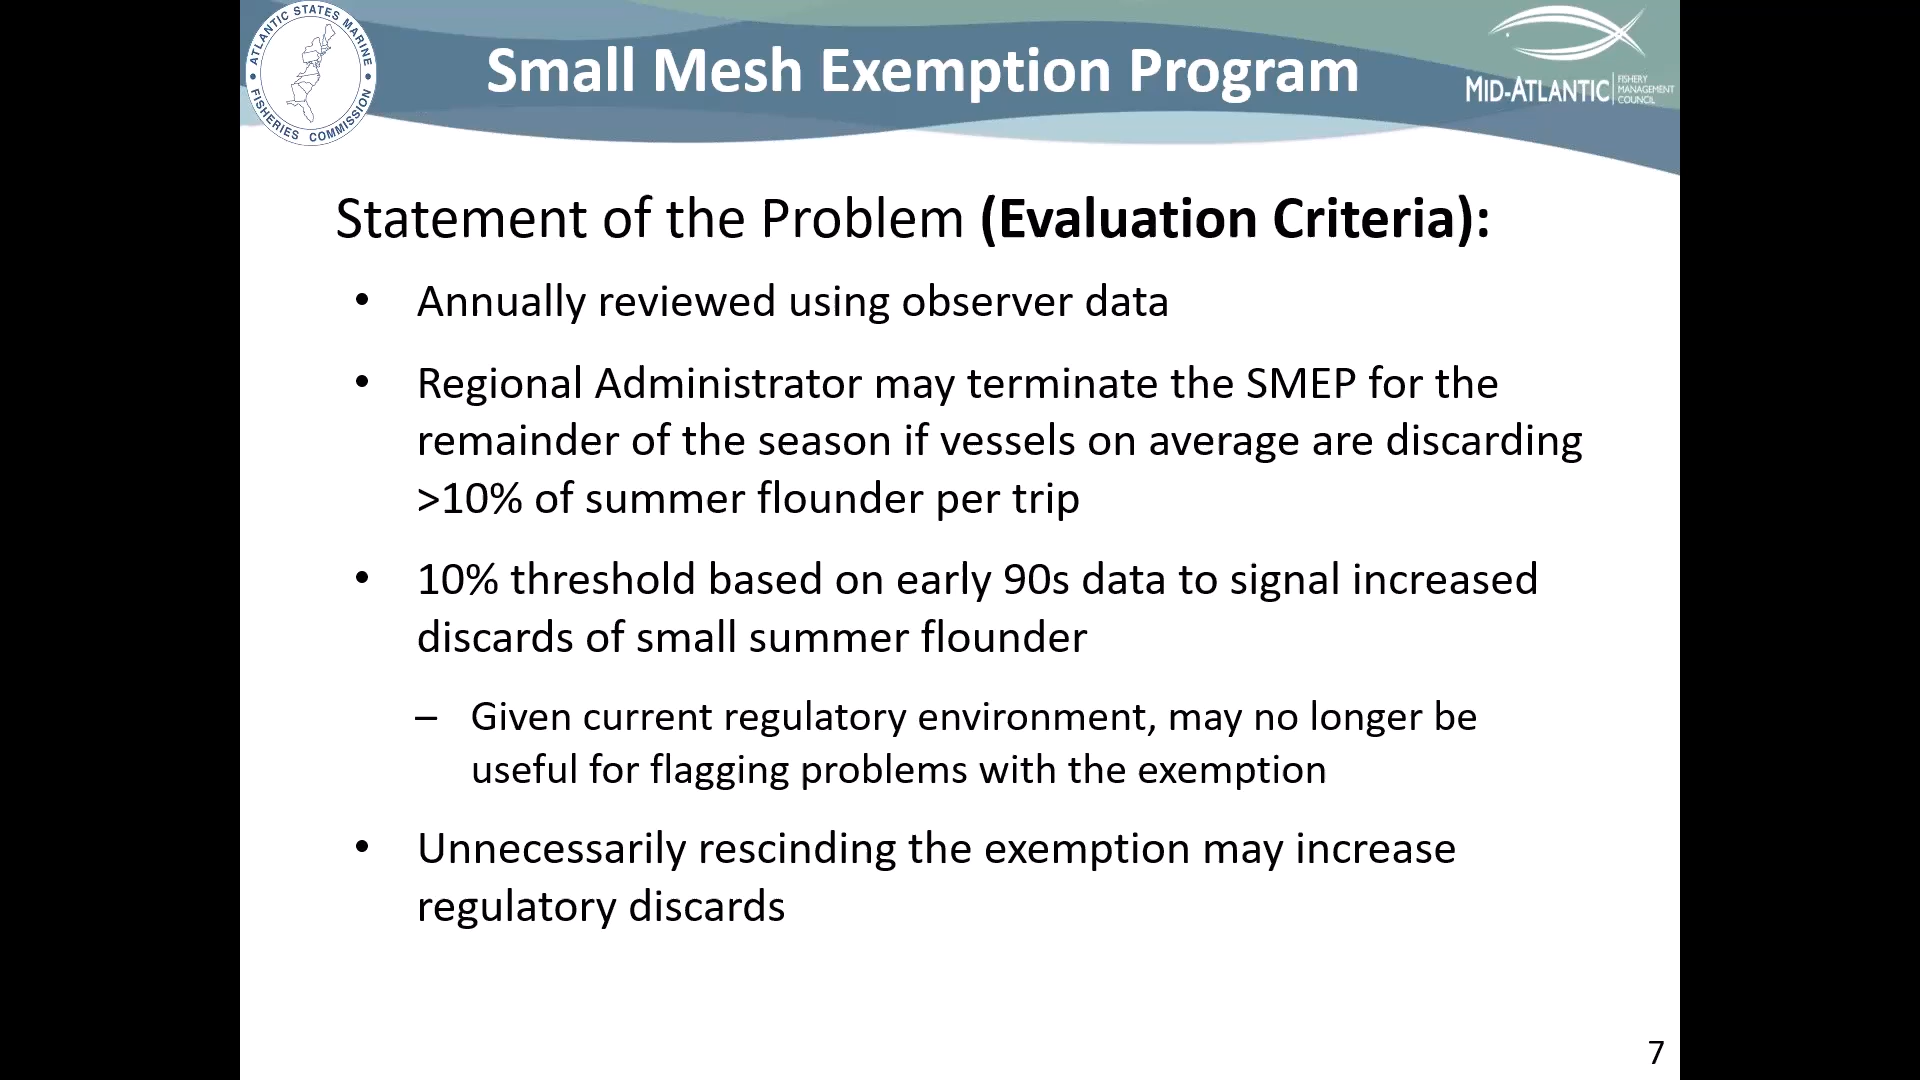 ATLANTIC STATES MARINE
FISHERIES COMMISSION
Small Mesh Exemption Program
MID-ATLANTIC
FISHERY
MANAGEMENT
COUNCIL
Statement of the Problem (Evaluation Criteria):
• Annually reviewed using observer data
• Regional Administrator may terminate the SMEP for the
remainder of the season if vessels on average are discarding
>10% of summer flounder per trip
• 10% threshold based on early 90s data to signal increased
discards of small summer flounder
– Given current regulatory environment, may no longer be
useful for flagging problems with the exemption
• Unnecessarily rescinding the exemption may increase
regulatory discards
7